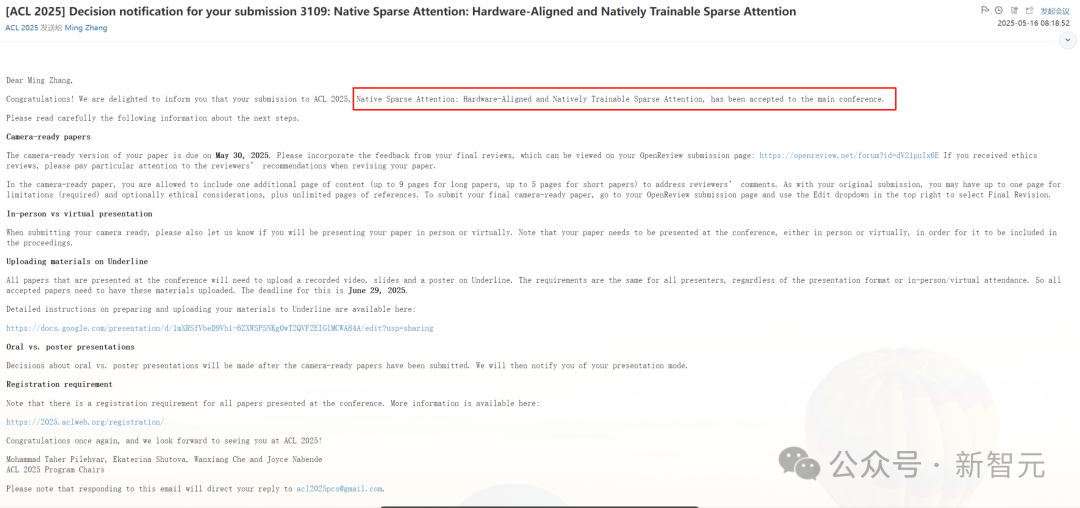 [ACL 2025] Decision notification for your submission 3109: Native Sparse Attention: Hardware-Aligned and Natively Trainable Sparse Attention
发起会议
ACL 2025 发送给 Ming Zhang
2025-05-16 08:18:52
Dear Ming Zhang,
Congratulations! We are delighted to inform you that your submission to ACL 2025, Native Sparse Attention: Hardware-Aligned and Natively Trainable Sparse Attention, has been accepted to the main conference.
Please read carefully the following information about the next steps.
Camera-ready papers
The camera-ready version of your paper is due on May 30, 2025. Please incorporate the feedback from your final reviews, which can be viewed on your OpenReview submission page: https://openreview.net/forum?id= If you received ethics
reviews, please pay particular attention to the reviewers’ recommendations when revising your paper.
In the camera-ready paper, you are allowed to include one additional page of content (up to 9 pages for long papers, up to 5 pages for short papers) to address reviewers’ comments. As with your original submission, you may have up to one page for
limitations (required) and optionally ethical considerations, plus unlimited pages of references. To submit your final camera-ready paper, go to your OpenReview submission page and use the Edit dropdown in the top right to select Final Revision.
In-person vs virtual presentation
When submitting your camera ready, please also let us know if you will be presenting your paper in person or virtually. Note that your paper needs to be presented at the conference, either in person or virtually, in order for it to be included in
the proceedings.
Uploading materials on Underline
All papers that are presented at the conference will need to upload a recorded video, slides and a poster on Underline. The requirements are the same for all presenters, regardless of the presentation format or in-person/virtual attendance. So all
accepted papers need to have these materials uploaded. The deadline for this is June 29, 2025.
Detailed instructions on preparing and uploading your materials to Underline are available here:
https://docs.google.com/presentation/d/
Oral vs. poster presentations
Decisions about oral vs. poster presentations will be made after the camera-ready papers have been submitted. We will then notify you of your presentation mode.
Registration requirement
Note that there is a registration requirement for all papers presented at the conference. More information is available here:
https://2025.aclweb.org/registration/
Congratulations once again, and we look forward to seeing you at ACL 2025!
Mohammad Taher Pilehvar, Ekaterina Shutova, Wanxiang Che and Joyce Nabende
ACL 2025 Program Chairs
Please note that responding to this email will direct your reply to acl2025pcs@gmail.com.
公众号 · 新智元